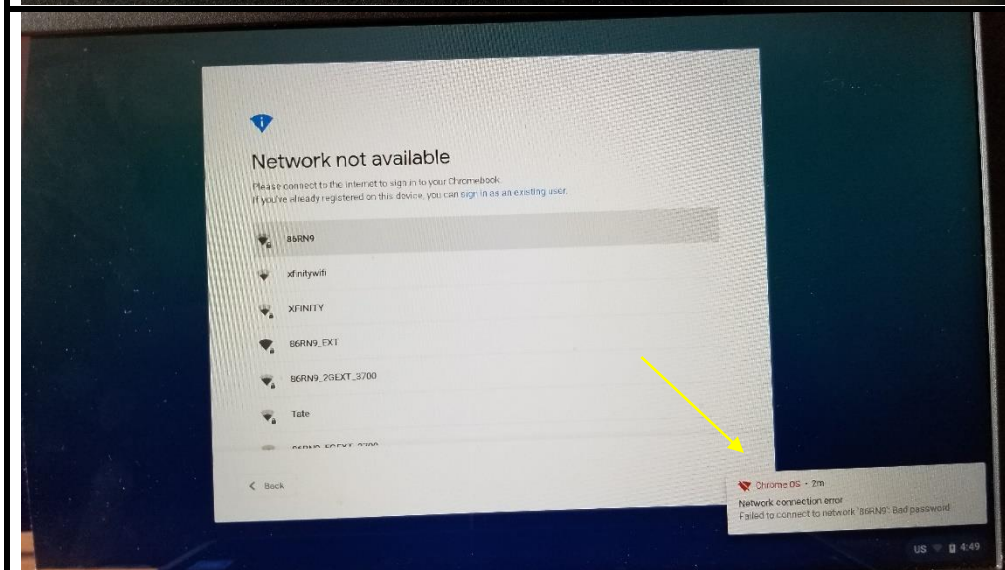 Network not available
Please connect to the internet to sign in to your Chromebook.
If you've already registered on this device, you can sign in as an existing user.
86RN9
xfinitywifi
XFINITY
86RN9_EXT
86RN9_2GEXT_3700
Tate
Back
Chrome OS · 2m
Network connection error
Failed to connect to network '86RN9': Bad password
US 4:49